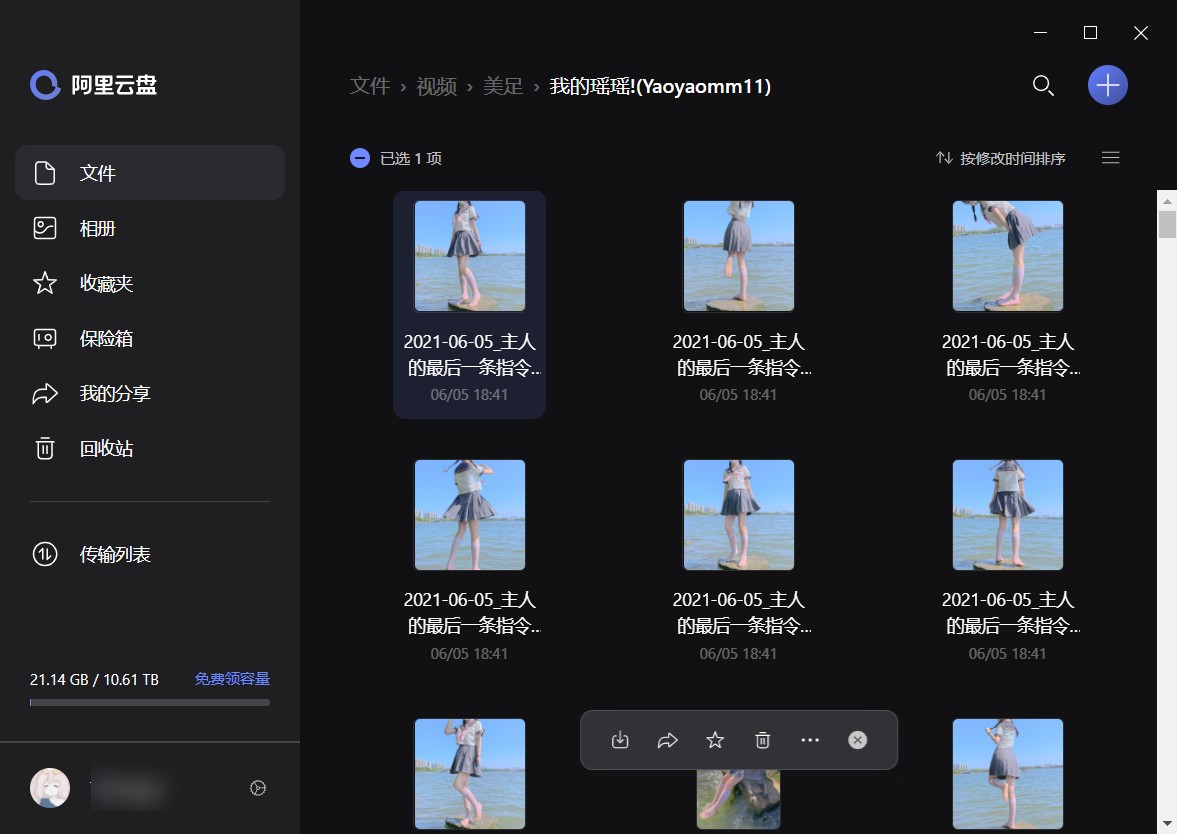 阿里云盘
文件
相册
收藏夹
保险箱
我的分享
回收站
传输列表
21.14 GB / 10.61 TB
免费领容量
文件 › 视频 › 美足 › 我的瑶瑶!(Yaoyaomm11)
已选 1 项
按修改时间排序
2021-06-05_主人
的最后一条指令...
06/05 18:41
2021-06-05_主人
的最后一条指令...
06/05 18:41
2021-06-05_主人
的最后一条指令...
06/05 18:41
2021-06-05_主人
的最后一条指令...
06/05 18:41
2021-06-05_主人
的最后一条指令...
06/05 18:41
2021-06-05_主人
的最后一条指令...
06/05 18:41